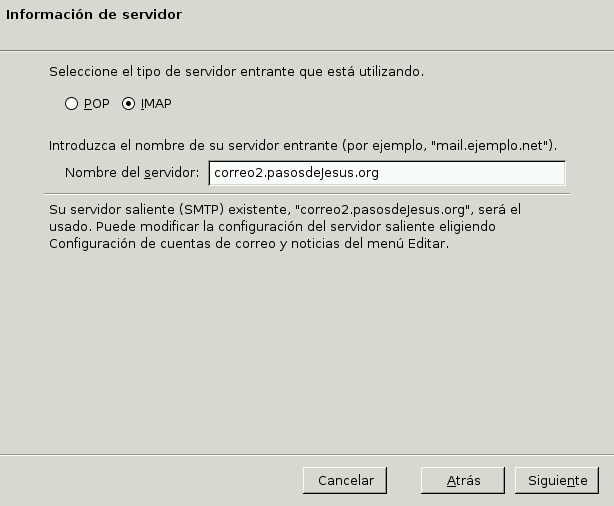 Información de servidor
Seleccione el tipo de servidor entrante que está utilizando.
POP IMAP
Introduzca el nombre de su servidor entrante (por ejemplo, "mail.ejemplo.net").
Nombre del servidor: correo2.pasosdeJesus.org
Su servidor saliente (SMTP) existente, "correo2.pasosdeJesus.org", será el
usado. Puede modificar la configuración del servidor saliente eligiendo
Configuración de cuentas de correo y noticias del menú Editar.
Cancelar Atrás Siguiente